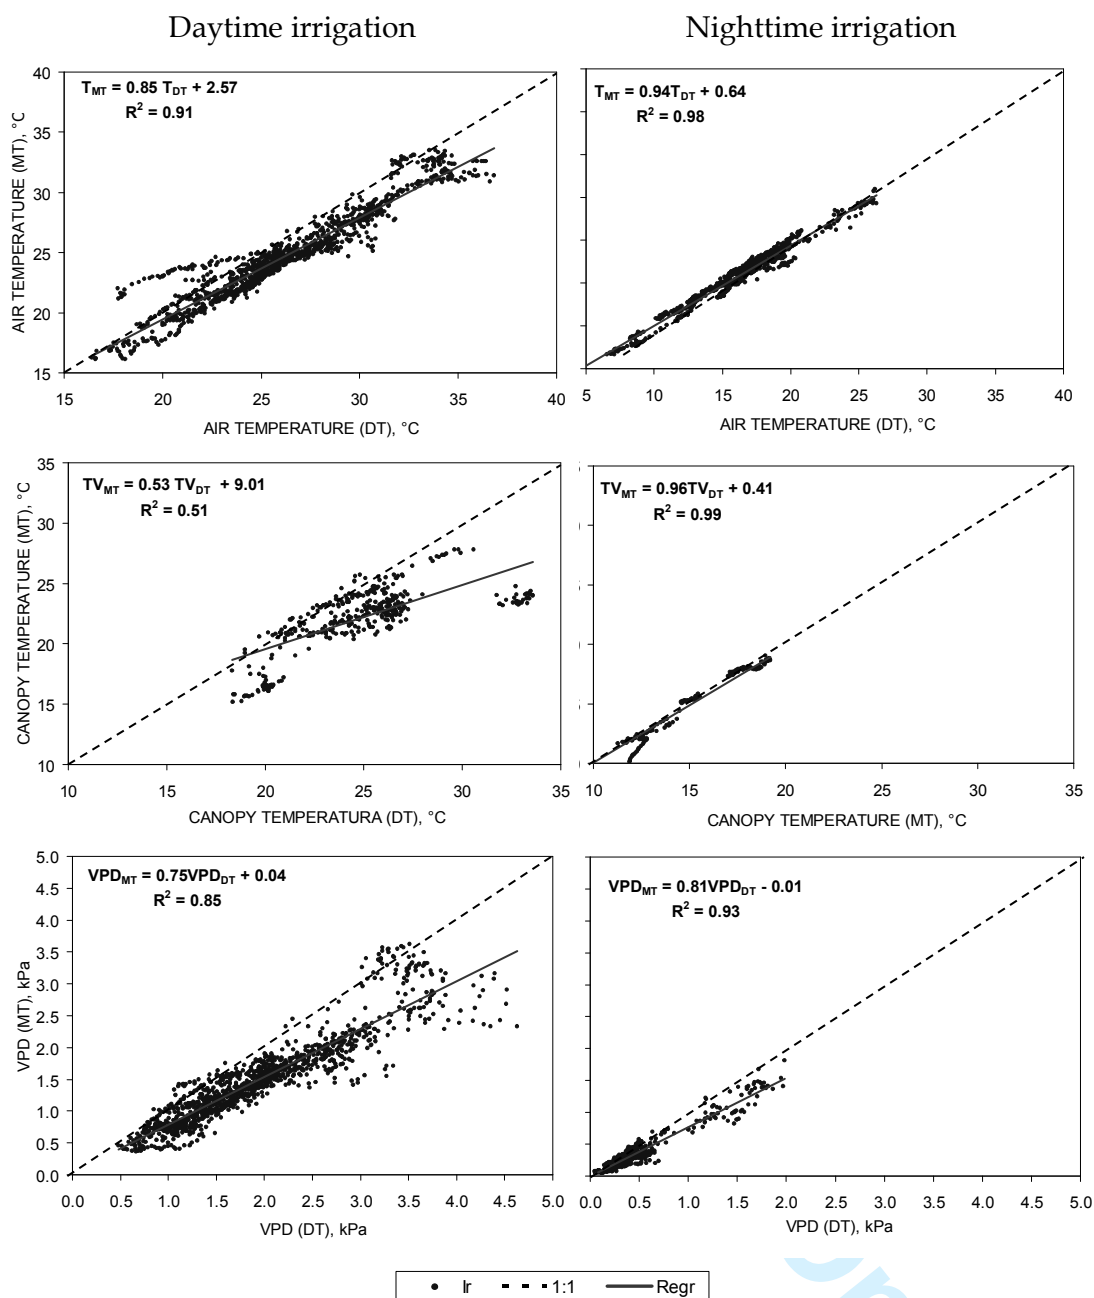 Daytime irrigation
Nighttime irrigation
T_MT = 0.85 T_DT + 2.57
R² = 0.91
AIR TEMPERATURE (MT), °C
40
35
30
25
20
15
15 20 25 30 35 40
AIR TEMPERATURE (DT), °C
T_MT = 0.94T_DT + 0.64
R² = 0.98
5 10 15 20 25 30 35 40
AIR TEMPERATURE (DT), °C
TV_MT = 0.53 TV_DT + 9.01
R² = 0.51
CANOPY TEMPERATURE (MT), °C
35
30
25
20
15
10
10 15 20 25 30 35
CANOPY TEMPERATURA (DT), °C
TV_MT = 0.96TV_DT + 0.41
R² = 0.99
10 15 20 25 30 35
CANOPY TEMPERATURE (MT), °C
VPD_MT = 0.75VPD_DT + 0.04
R² = 0.85
VPD (MT), kPa
5.0
4.5
4.0
3.5
3.0
2.5
2.0
1.5
1.0
0.5
0.0
0.0 0.5 1.0 1.5 2.0 2.5 3.0 3.5 4.0 4.5 5.0
VPD (DT), kPa
VPD_MT = 0.81VPD_DT - 0.01
R² = 0.93
0.0 0.5 1.0 1.5 2.0 2.5 3.0 3.5 4.0 4.5 5.0
VPD (DT), kPa
Ir 1:1 Regr